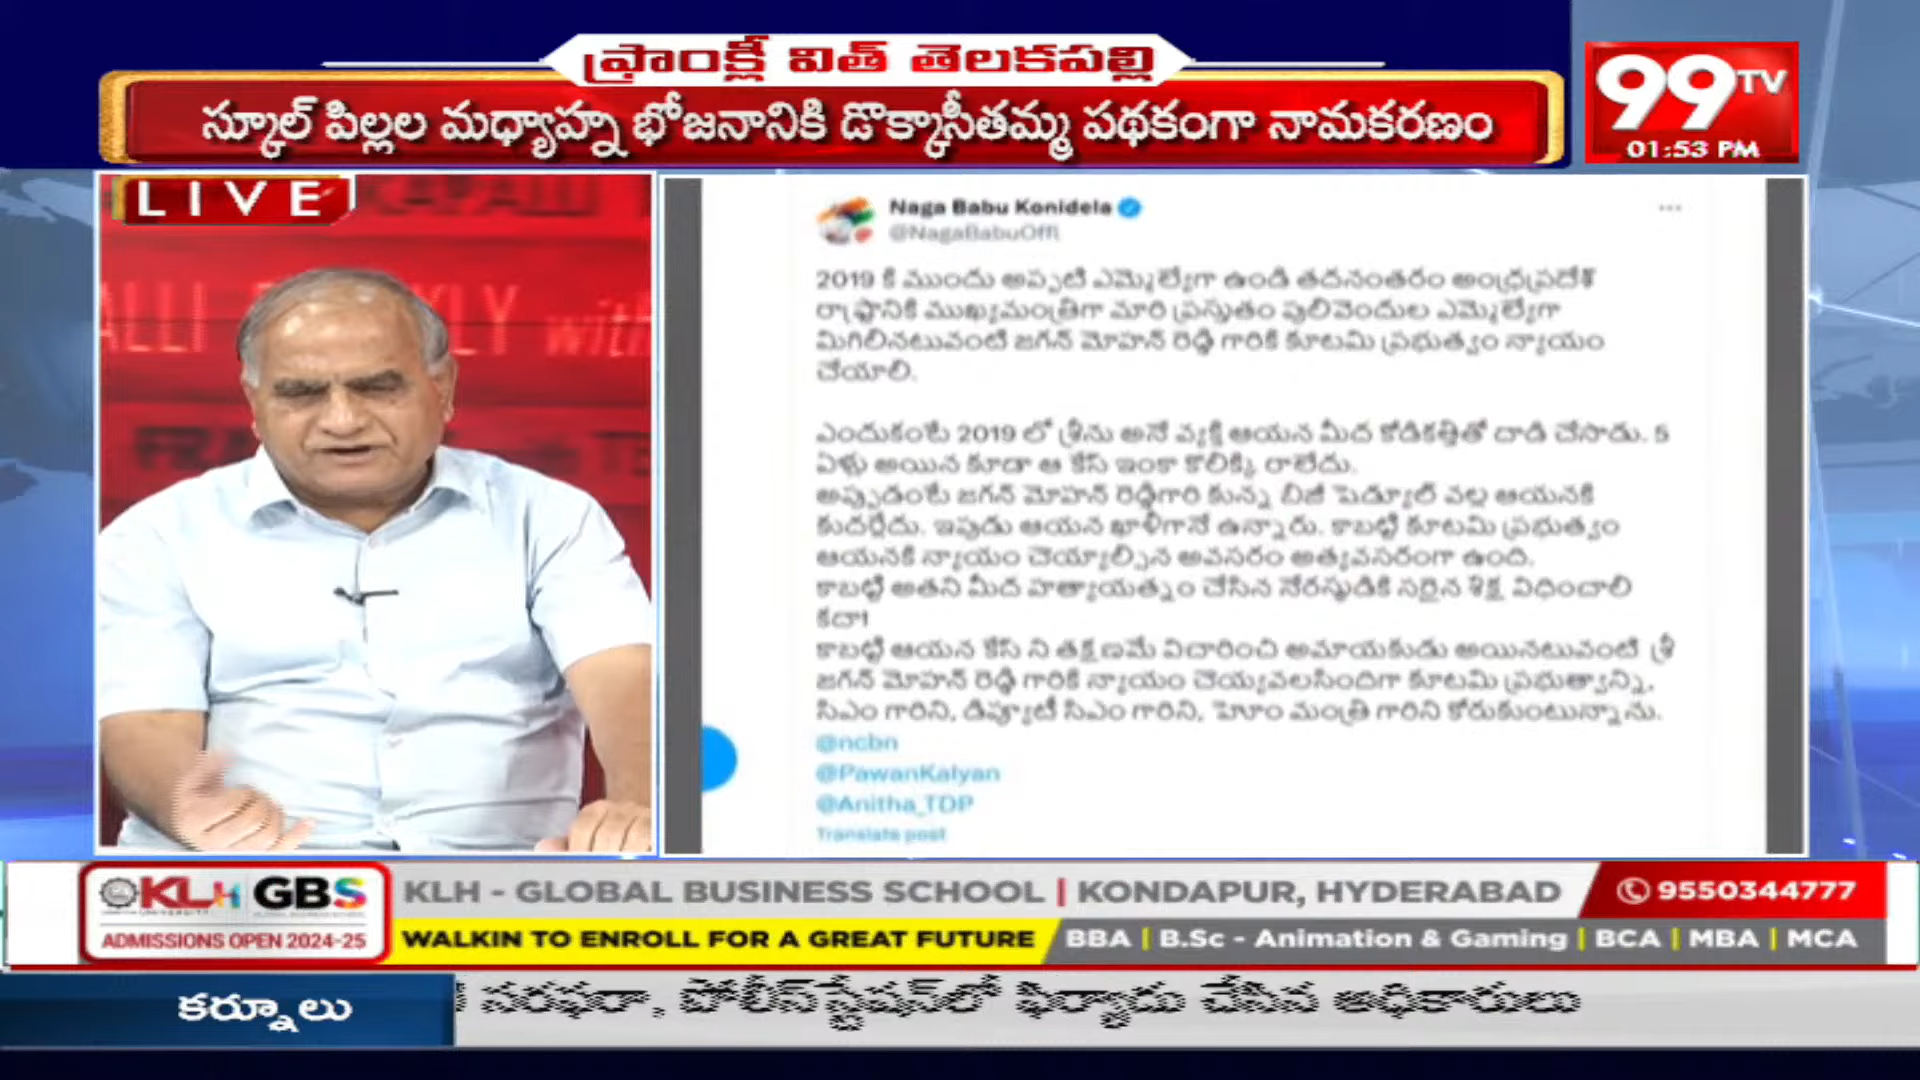 ఫ్రాంక్లీ విత్ తెలకపల్లి
స్కూల్ పిల్లల మధ్యాహ్న భోజనానికి డొక్కాసీతమ్మ పథకంగా నామకరణం
99TV
01:53 PM
LIVE
Naga Babu Konidela
@NagaBabuOffl
2019 కి ముందు అప్పటి ఎమ్మెల్యేగా ఉండి తదనంతరం ఆంధ్రప్రదేశ్
రాష్ట్రానికి ముఖ్యమంత్రిగా మారి ప్రస్తుతం పులివెందుల ఎమ్మెల్యేగా
మిగిలినటువంటి జగన్ మోహన్ రెడ్డి గారికి కూటమి ప్రభుత్వం న్యాయం
చేయాలి.
ఎందుకంటే 2019 లో శ్రీను అనే వ్యక్తి ఆయన మీద కోడికత్తితో దాడి చేసాడు. 5
ఏళ్లు అయిన కూడా ఆ కేస్ ఇంకా కొలిక్కి రాలేదు.
అప్పుడంటే జగన్ మోహన్ రెడ్డిగారి కున్న బిజీ షెడ్యూల్ వల్ల ఆయనకి
కుదర్లేదు. ఇపుడు ఆయన ఖాళీగానే ఉన్నారు. కాబట్టి కూటమి ప్రభుత్వం
ఆయనకి న్యాయం చెయ్యాల్సిన అవసరం అత్యవసరంగా ఉంది.
కాబట్టి అతని మీద హత్యాయత్నం చేసిన నేరస్తుడికి సరైన శిక్ష విధించాలి
కదా!
కాబట్టి ఆయన కేస్ ని తక్షణమే విచారించి అమాయకుడు అయినటువంటి శ్రీ
జగన్ మోహన్ రెడ్డి గారికి న్యాయం చెయ్యవలసిందిగా కూటమి ప్రభుత్వాన్ని,
సిఎం గారిని, డిప్యూటీ సిఎం గారిని, హెూం మంత్రి గారిని కోరుకుంటున్నాను.
@ncbn
@PawanKalyan
@Anitha_TDP
Translate post
KLH GBS
ADMISSIONS OPEN 2024-25
KLH - GLOBAL BUSINESS SCHOOL | KONDAPUR, HYDERABAD
9550344777
WALKIN TO ENROLL FOR A GREAT FUTURE
BBA | B.Sc - Animation & Gaming | BCA | MBA | MCA
కర్నూలు
సరఫరా, పోలీస్‌స్టేషన్‌లో ఫిర్యాదు చేసిన అధికారులు